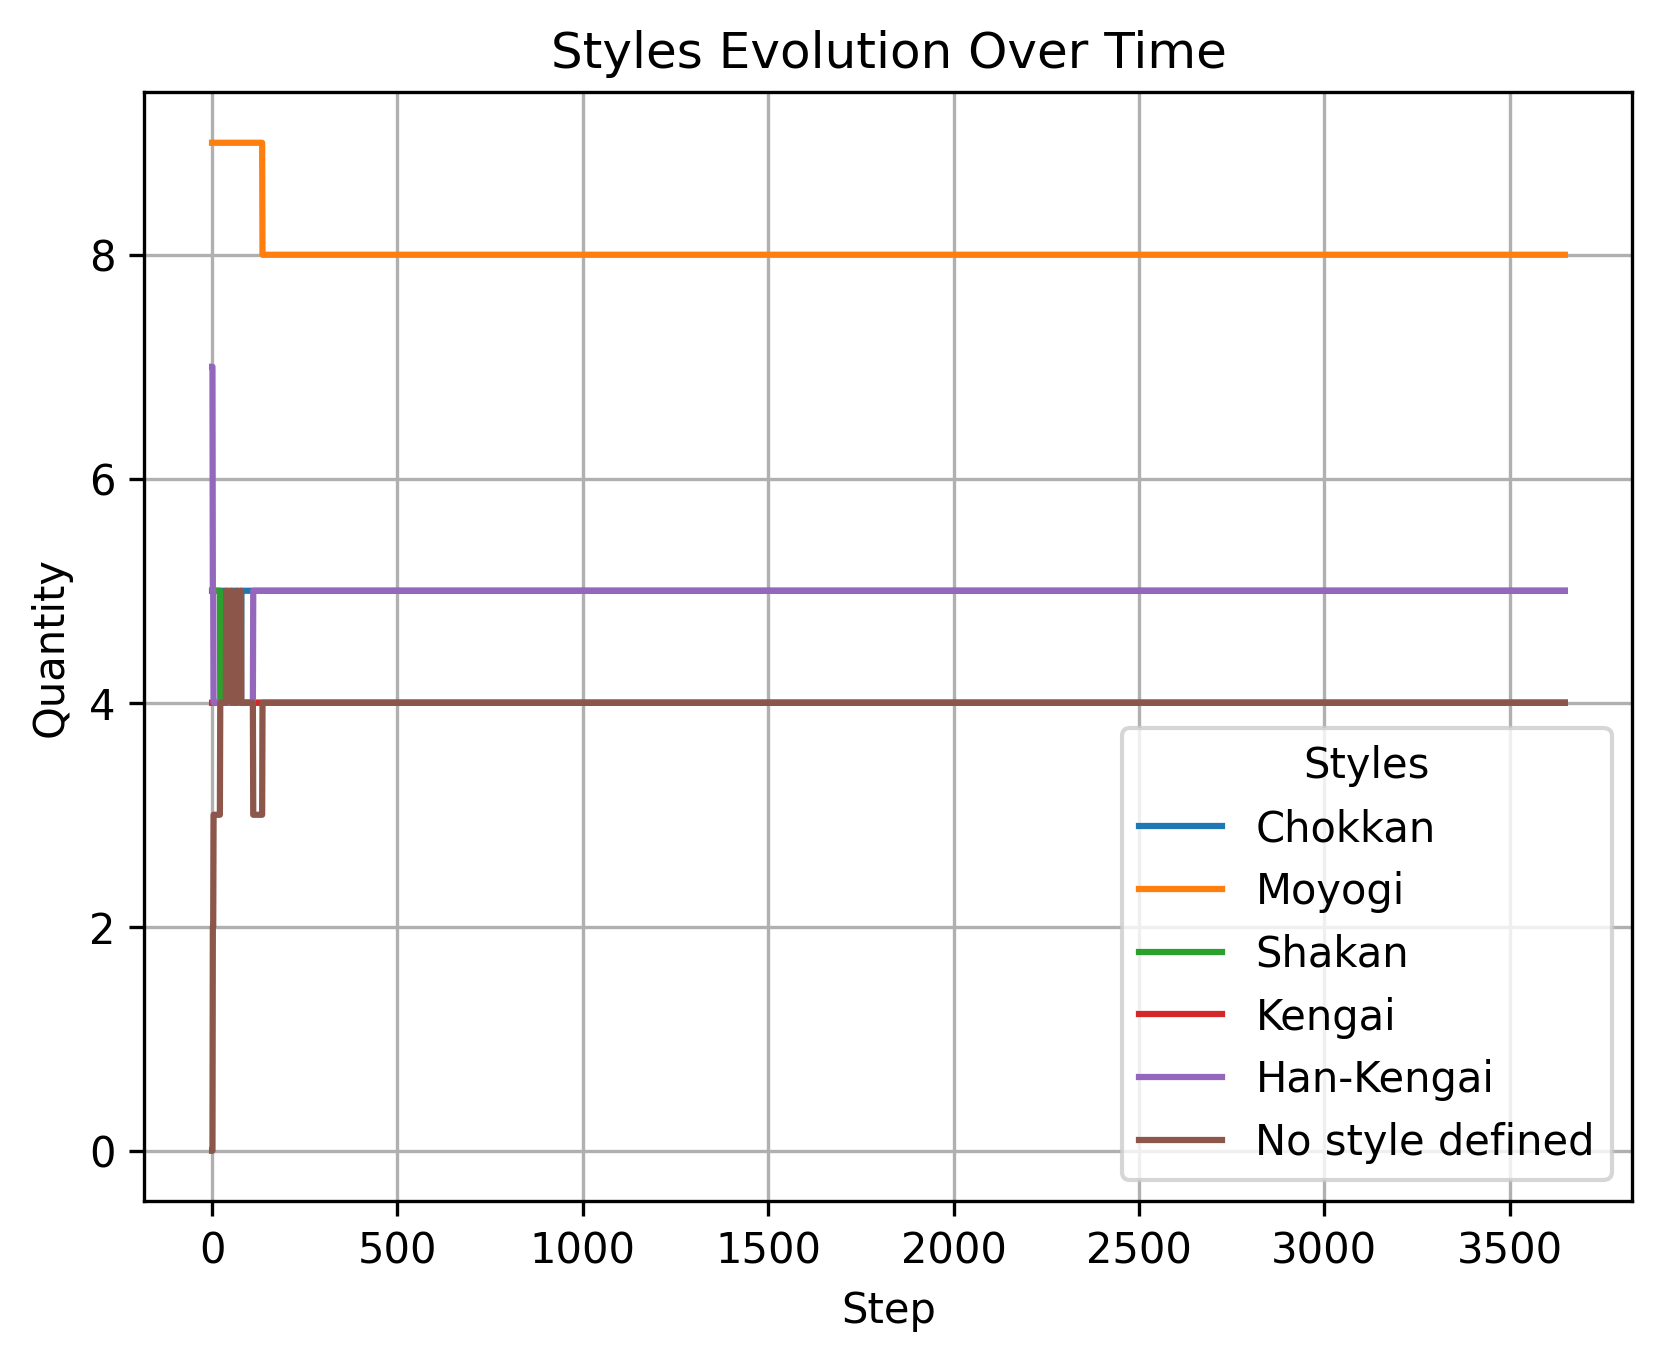 Styles Evolution Over Time
Quantity
8
6
4
2
0
Styles
Chokkan
Moyogi
Shakan
Kengai
Han-Kengai
No style defined
0 500 1000 1500 2000 2500 3000 3500
Step